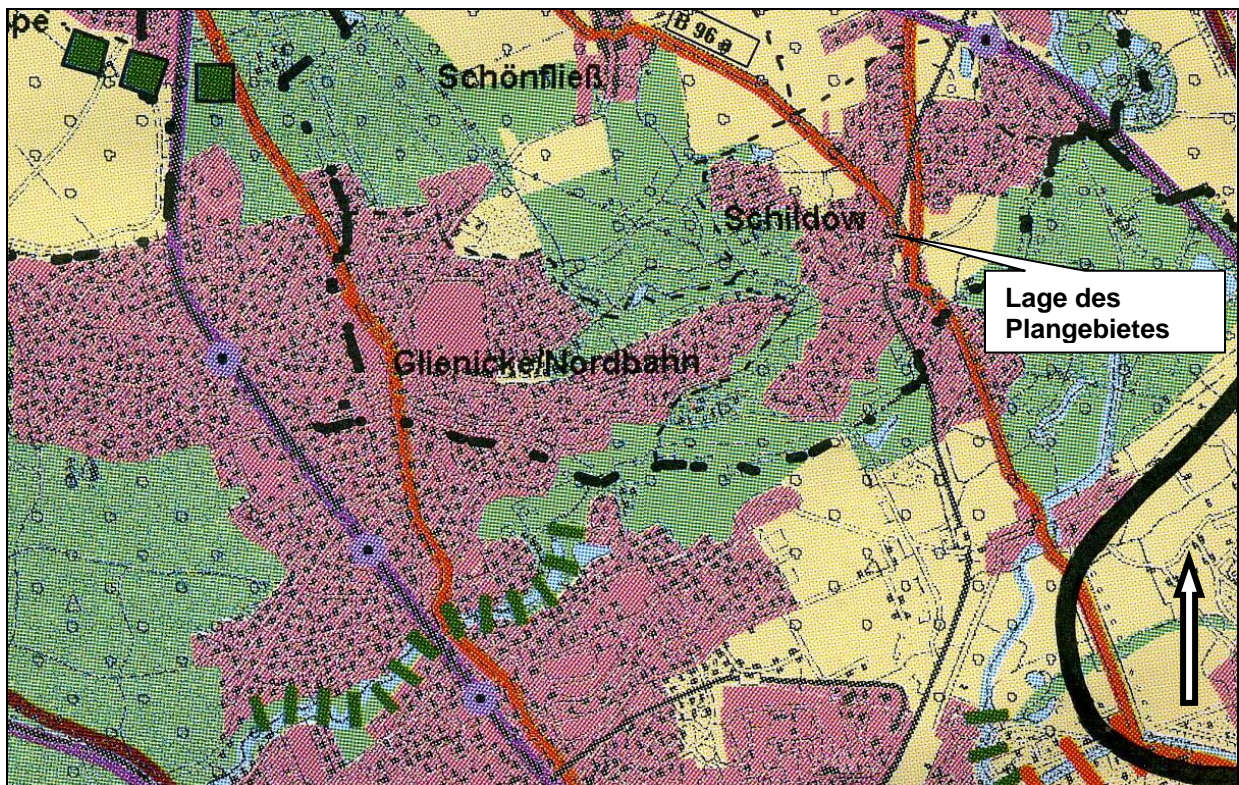 pe
B 96 a
Schönfließ
Schildow
Lage des
Plangebietes
Glienicke/Nordbahn